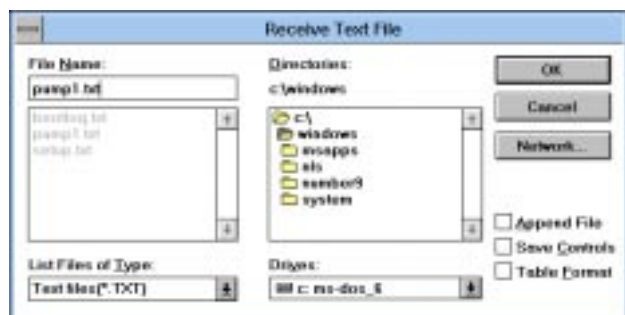 Receive Text File
File Name:
pump1.txt
bootlog.txt
pump1.txt
setup.txt
List Files of Type:
Text files(*.TXT)
Directories:
c:\windows
c:\
windows
msapps
nls
number9
system
Drives:
c: ms-dos_6
OK
Cancel
Network...
Append File
Save Controls
Table Format